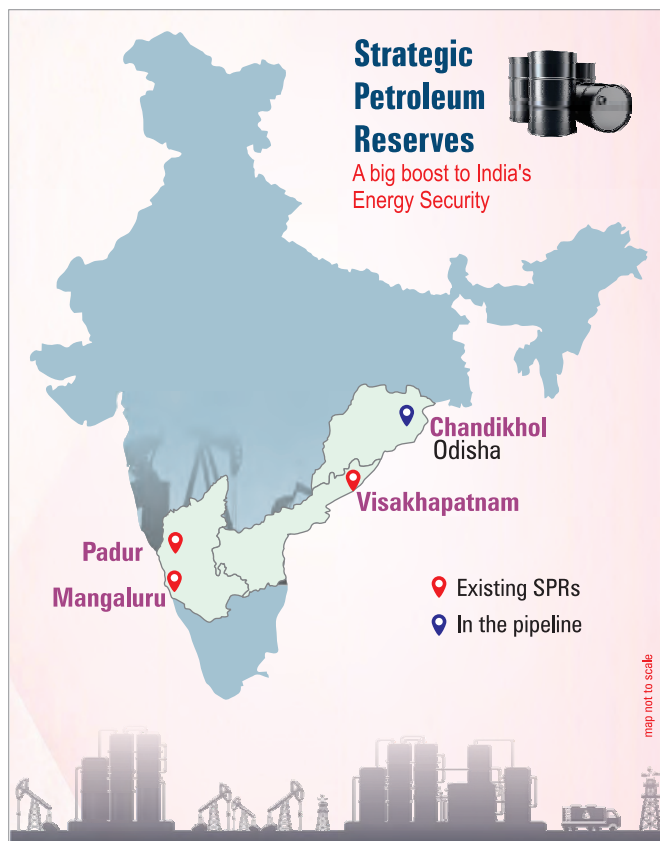 Strategic
Petroleum
Reserves
A big boost to India's
Energy Security
Chandikhol
Odisha
Visakhapatnam
Padur
Mangaluru
Existing SPRs
In the pipeline
map not to scale